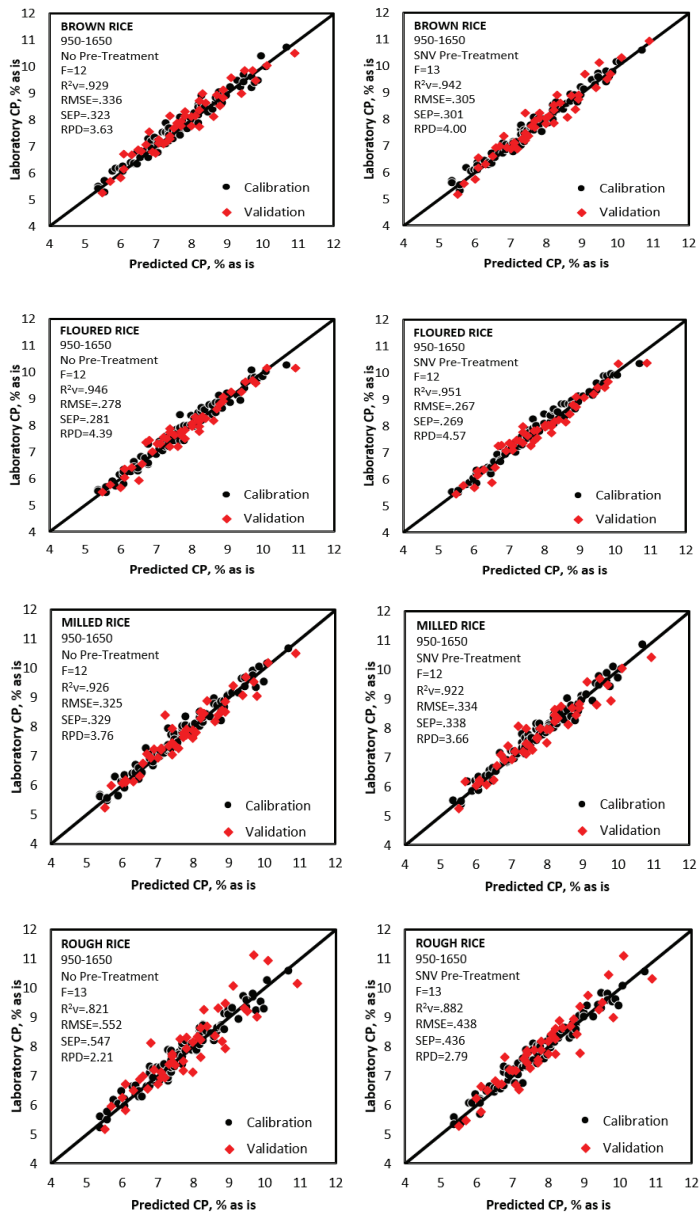 Laboratory CP, % as is
12
11
10
9
8
7
6
5
4
BROWN RICE
950-1650
No Pre-Treatment
F=12
R²v=.929
RMSE=.336
SEP=.323
RPD=3.63
Calibration
Validation
4 5 6 7 8 9 10 11 12
Predicted CP, % as is
Laboratory CP, % as is
12
11
10
9
8
7
6
5
4
BROWN RICE
950-1650
SNV Pre-Treatment
F=13
R²v=.942
RMSE=.305
SEP=.301
RPD=4.00
Calibration
Validation
4 5 6 7 8 9 10 11 12
Predicted CP, % as is
Laboratory CP, % as is
12
11
10
9
8
7
6
5
4
FLOURED RICE
950-1650
No Pre-Treatment
F=12
R²v=.946
RMSE=.278
SEP=.281
RPD=4.39
Calibration
Validation
4 5 6 7 8 9 10 11 12
Predicted CP, % as is
Laboratory CP, % as is
12
11
10
9
8
7
6
5
4
FLOURED RICE
950-1650
SNV Pre-Treatment
F=12
R²v=.951
RMSE=.267
SEP=.269
RPD=4.57
Calibration
Validation
4 5 6 7 8 9 10 11 12
Predicted CP, % as is
Laboratory CP, % as is
12
11
10
9
8
7
6
5
4
MILLED RICE
950-1650
No Pre-Treatment
F=12
R²v=.926
RMSE=.325
SEP=.329
RPD=3.76
Calibration
Validation
4 5 6 7 8 9 10 11 12
Predicted CP, % as is
Laboratory CP, % as is
12
11
10
9
8
7
6
5
4
MILLED RICE
950-1650
SNV Pre-Treatment
F=12
R²v=.922
RMSE=.334
SEP=.338
RPD=3.66
Calibration
Validation
4 5 6 7 8 9 10 11 12
Predicted CP, % as is
Laboratory CP, % as is
12
11
10
9
8
7
6
5
4
ROUGH RICE
950-1650
No Pre-Treatment
F=13
R²v=.821
RMSE=.552
SEP=.547
RPD=2.21
Calibration
Validation
4 5 6 7 8 9 10 11 12
Predicted CP, % as is
Laboratory CP, % as is
12
11
10
9
8
7
6
5
4
ROUGH RICE
950-1650
SNV Pre-Treatment
F=13
R²v=.882
RMSE=.438
SEP=.436
RPD=2.79
Calibration
Validation
4 5 6 7 8 9 10 11 12
Predicted CP, % as is